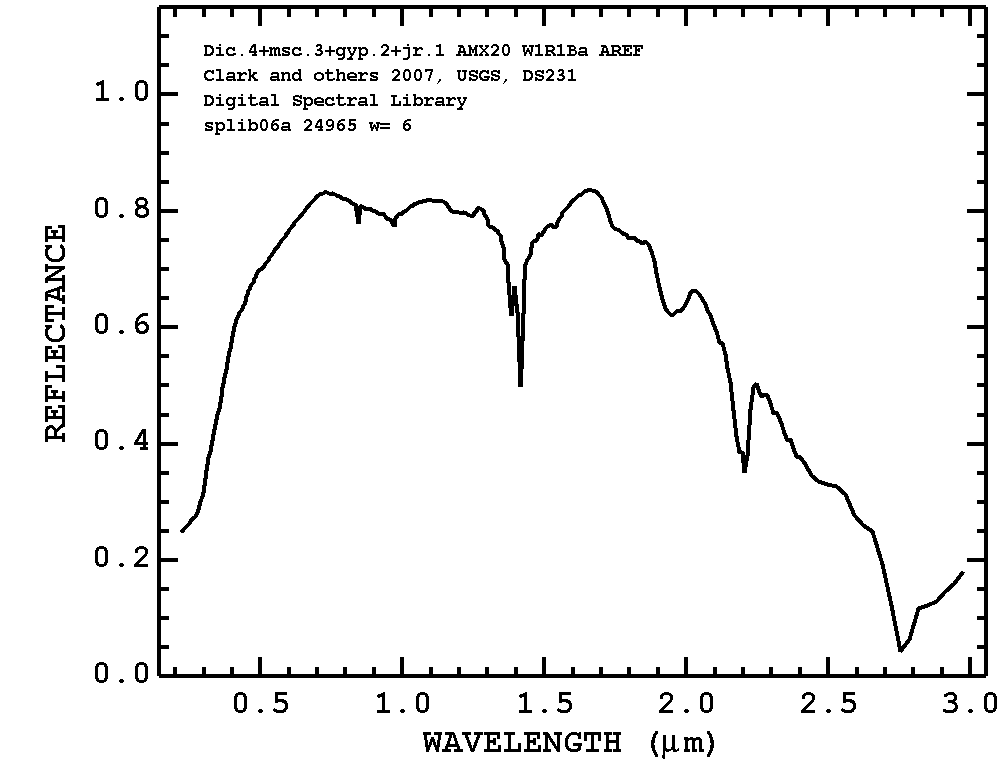 Dic.4+msc.3+gyp.2+jr.1 AMX20 W1R1Ba AREF
Clark and others 2007, USGS, DS231
Digital Spectral Library
splib06a 24965 w= 6
1.0
0.8
0.6
0.4
0.2
0.0
REFLECTANCE
0.5 1.0 1.5 2.0 2.5 3.0
WAVELENGTH (μm)